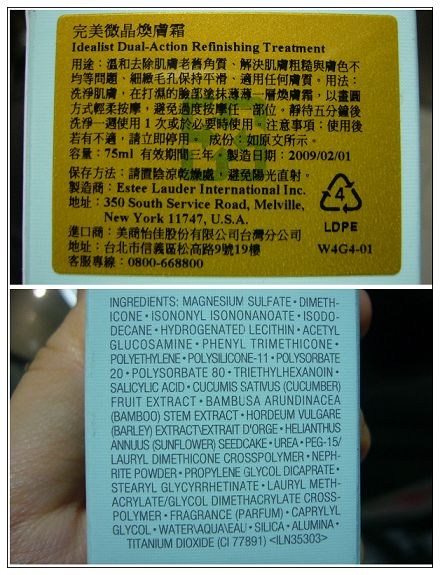 完美微晶煥膚霜
Idealist Dual-Action Refinishing Treatment
用途：溫和去除肌膚老舊角質、解決肌膚粗糙與膚色不
均等問題、細緻毛孔保持平滑、適用任何膚質。用法：
洗淨肌膚，在打濕的臉部塗抹薄薄一層煥膚霜，以畫圓
方式輕柔按摩，避免過度按摩任一部位。靜待五分鐘後
洗淨一週使用1次或於必要時使用。注意事項：使用後
若有不適，請立即停用。成份：如原文所示。
容量：75ml 有效期間三年 製造日期：2009/02/01
保存方法：請置陰涼乾燥處，避免陽光直射。
製造商：Estee Lauder International Inc.
地址：350 South Service Road, Melville,
New York 11747, U.S.A.
進口商：美商怡佳股份有限公司台灣分公司
地址：台北市信義區松高路9號19樓
客服專線：0800-668800
4
LDPE
W4G4-01
INGREDIENTS: MAGNESIUM SULFATE • DIMETH-
ICONE • ISONONYL ISONONANOATE • ISODO-
DECANE • HYDROGENATED LECITHIN • ACETYL
GLUCOSAMINE • PHENYL TRIMETHICONE •
POLYETHYLENE • POLYSILICONE-11 • POLYSORBATE
20 • POLYSORBATE 80 • TRIETHYLHEXANOIN •
SALICYLIC ACID • CUCUMIS SATIVUS (CUCUMBER)
FRUIT EXTRACT • BAMBUSA ARUNDINACEA
(BAMBOO) STEM EXTRACT • HORDEUM VULGARE
(BARLEY) EXTRACT\EXTRAIT D'ORGE • HELIANTHUS
ANNUUS (SUNFLOWER) SEEDCAKE • UREA • PEG-15/
LAURYL DIMETHICONE CROSSPOLYMER • NEPH-
RITE POWDER • PROPYLENE GLYCOL DICAPRATE •
STEARYL GLYCYRRHETINATE • LAURYL METH-
ACRYLATE/GLYCOL DIMETHACRYLATE CROSS-
POLYMER • FRAGRANCE (PARFUM) • CAPRYLYL
GLYCOL • WATER\AQUA\EAU • SILICA • ALUMINA •
TITANIUM DIOXIDE (CI 77891) <ILN35303>